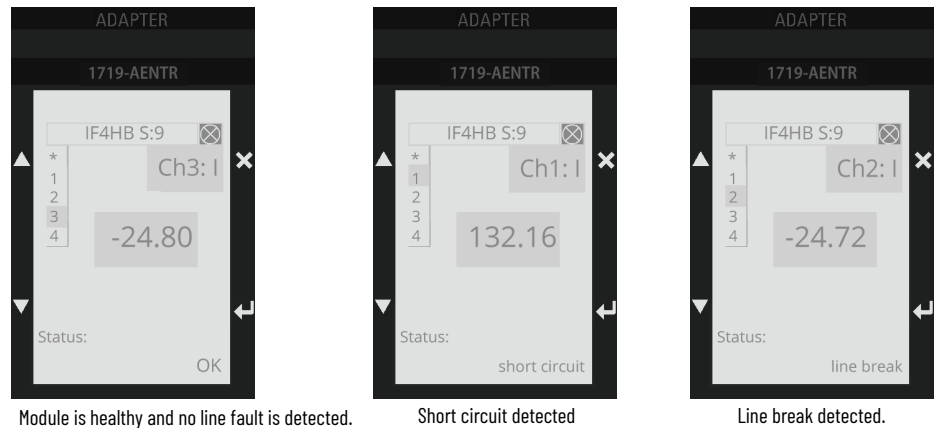 ADAPTER
1719-AENTR
IF4HB S:9
*
1
2
3
4
Ch3: I
-24.80
Status:
OK
Module is healthy and no line fault is detected.
ADAPTER
1719-AENTR
IF4HB S:9
*
1
2
3
4
Ch1: I
132.16
Status:
short circuit
Short circuit detected
ADAPTER
1719-AENTR
IF4HB S:9
*
1
2
3
4
Ch2: I
-24.72
Status:
line break
Line break detected.